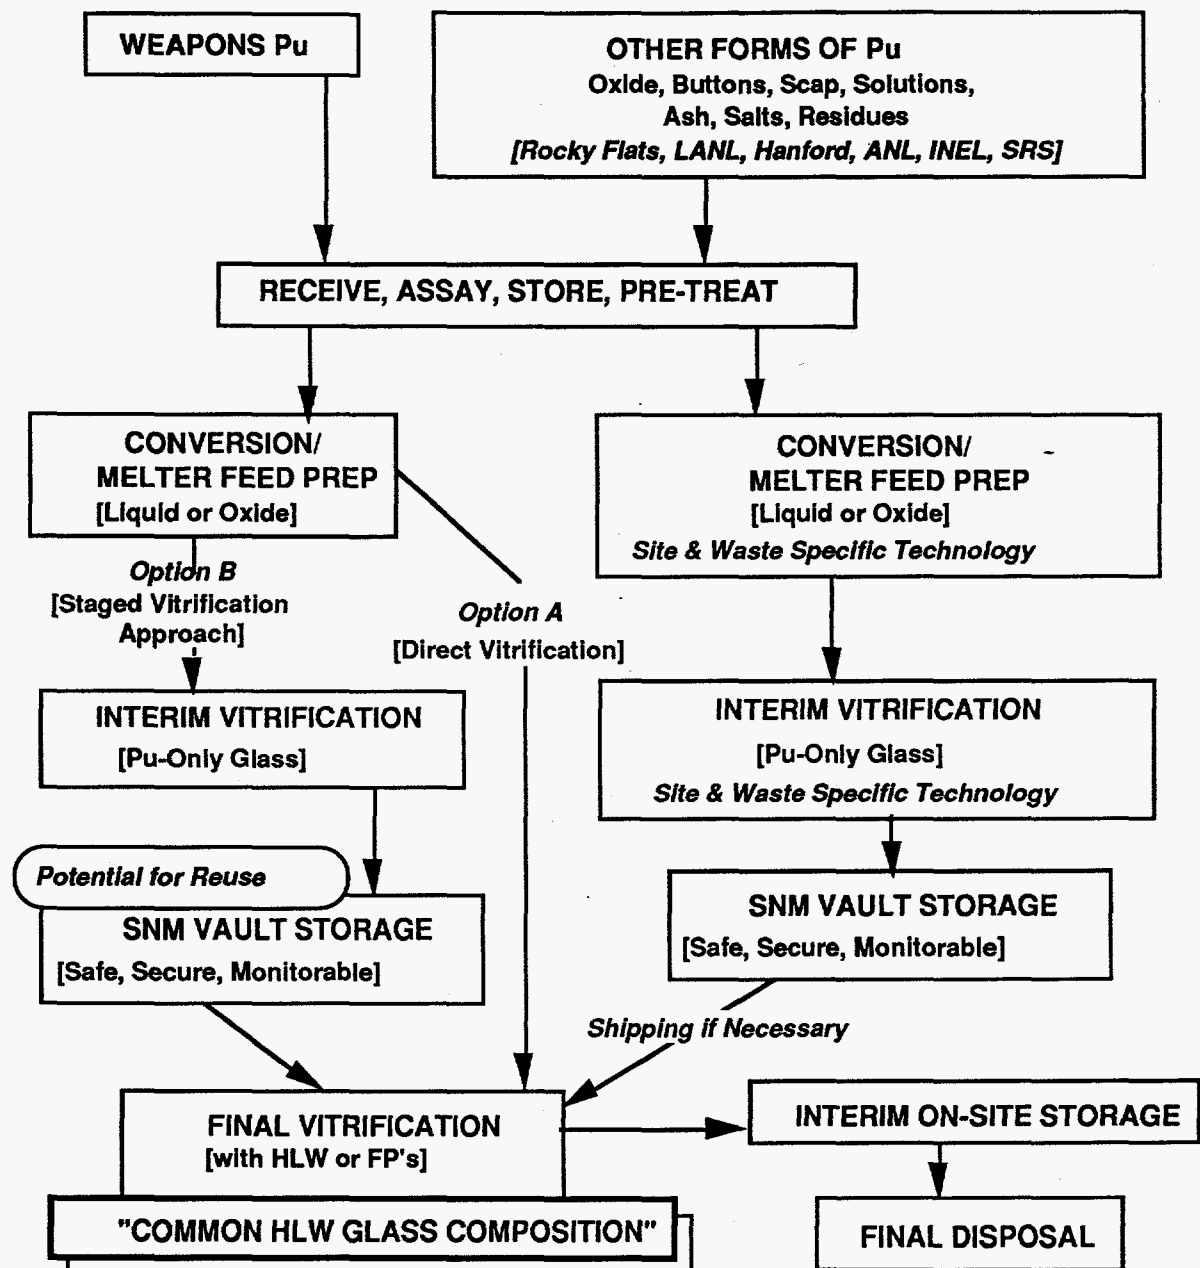 WEAPONS Pu
OTHER FORMS OF Pu
Oxide, Buttons, Scap, Solutions,
Ash, Salts, Residues
[Rocky Flats, LANL, Hanford, ANL, INEL, SRS]
RECEIVE, ASSAY, STORE, PRE-TREAT
CONVERSION/
MELTER FEED PREP
[Liquid or Oxide]
CONVERSION/
MELTER FEED PREP
[Liquid or Oxide]
Site & Waste Specific Technology
Option B
[Staged Vitrification
Approach]
Option A
[Direct Vitrification]
INTERIM VITRIFICATION
[Pu-Only Glass]
INTERIM VITRIFICATION
[Pu-Only Glass]
Site & Waste Specific Technology
Potential for Reuse
SNM VAULT STORAGE
[Safe, Secure, Monitorable]
SNM VAULT STORAGE
[Safe, Secure, Monitorable]
Shipping if Necessary
FINAL VITRIFICATION
[with HLW or FP's]
INTERIM ON-SITE STORAGE
"COMMON HLW GLASS COMPOSITION"
FINAL DISPOSAL